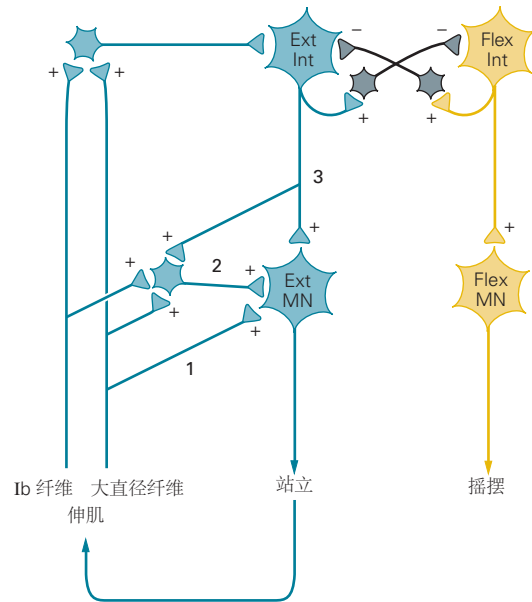 Ext Int
Flex Int
− −
+ +
+ +
3
+ + +
+ 2 +
Ext MN
Flex MN
+ +
1
Ib 纤维 大直径纤维 站立 摇摆
伸肌